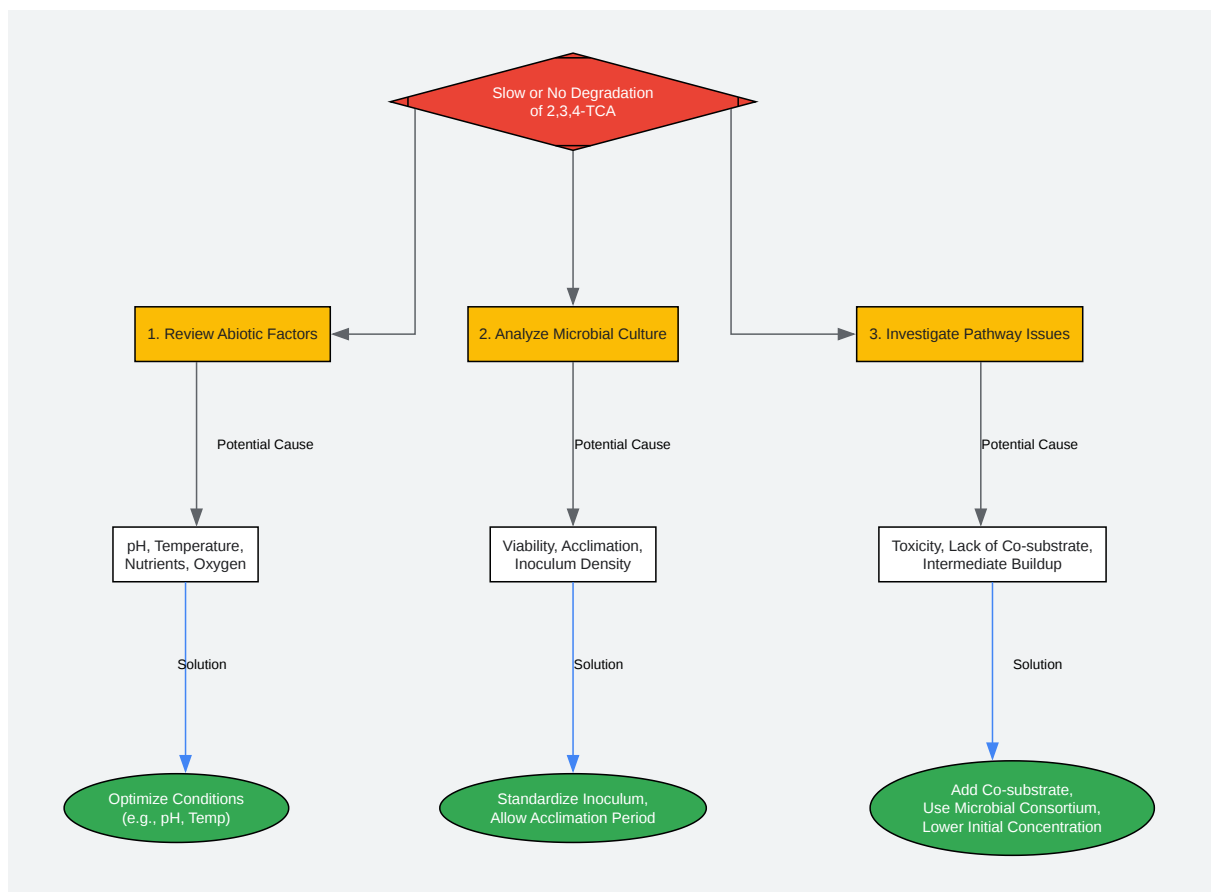 Slow or No Degradation
of 2,3,4-TCA
1. Review Abiotic Factors
2. Analyze Microbial Culture
3. Investigate Pathway Issues
Potential Cause
Potential Cause
Potential Cause
pH, Temperature,
Nutrients, Oxygen
Viability, Acclimation,
Inoculum Density
Toxicity, Lack of Co-substrate,
Intermediate Buildup
Solution
Solution
Solution
Optimize Conditions
(e.g., pH, Temp)
Standardize Inoculum,
Allow Acclimation Period
Add Co-substrate,
Use Microbial Consortium,
Lower Initial Concentration